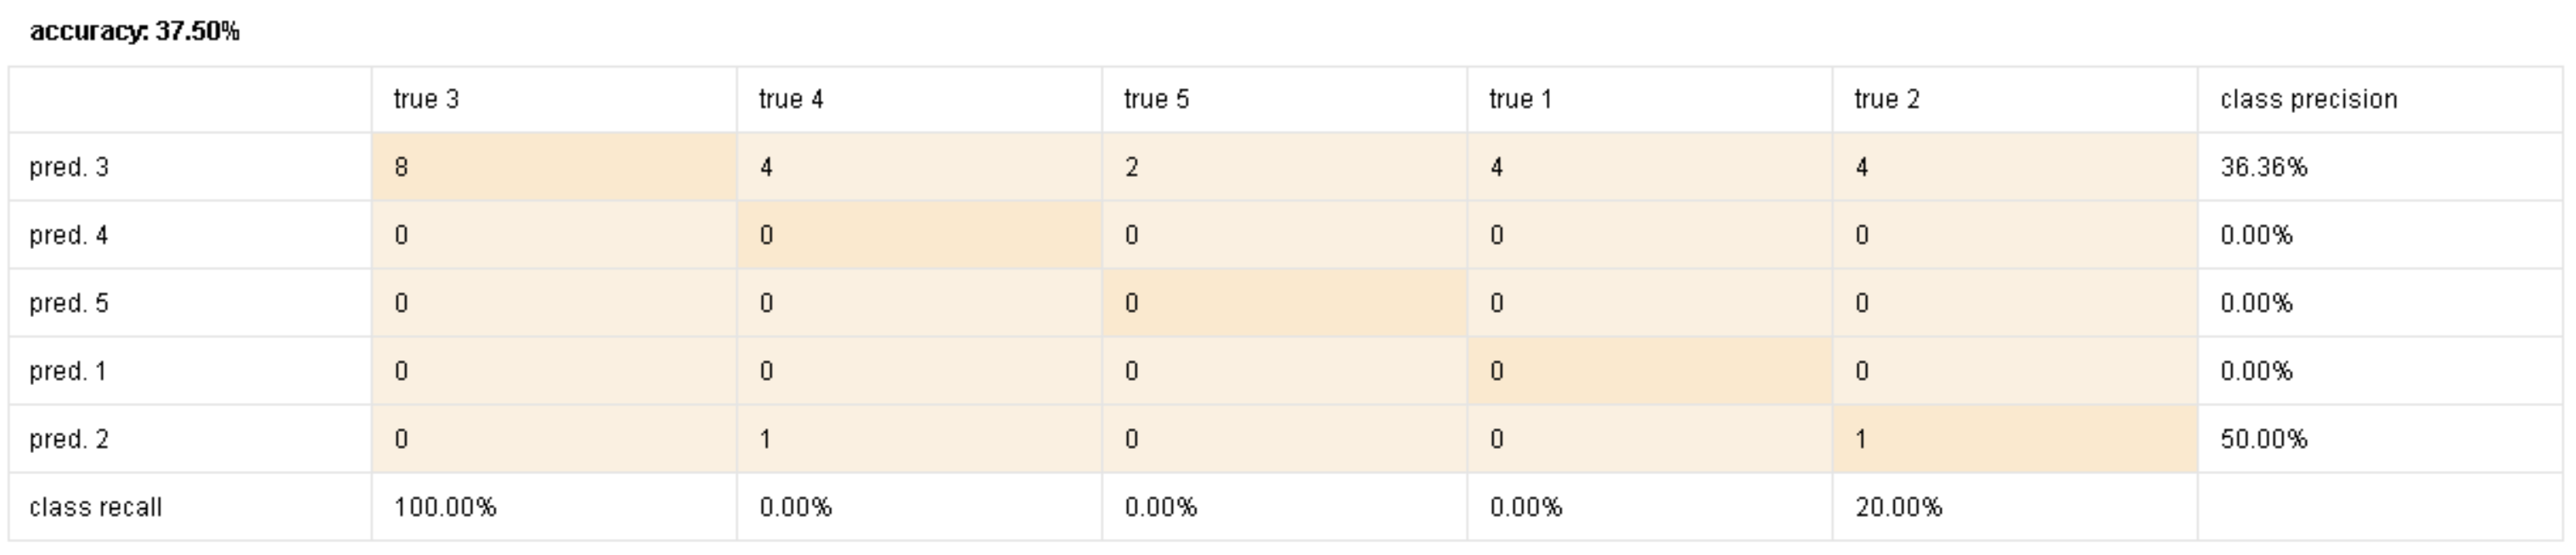 accuracy: 37.50%
true 3 true 4 true 5 true 1 true 2 class precision
pred. 3 8 4 2 4 4 36.36%
pred. 4 0 0 0 0 0 0.00%
pred. 5 0 0 0 0 0 0.00%
pred. 1 0 0 0 0 0 0.00%
pred. 2 0 1 0 0 1 50.00%
class recall 100.00% 0.00% 0.00% 0.00% 20.00%